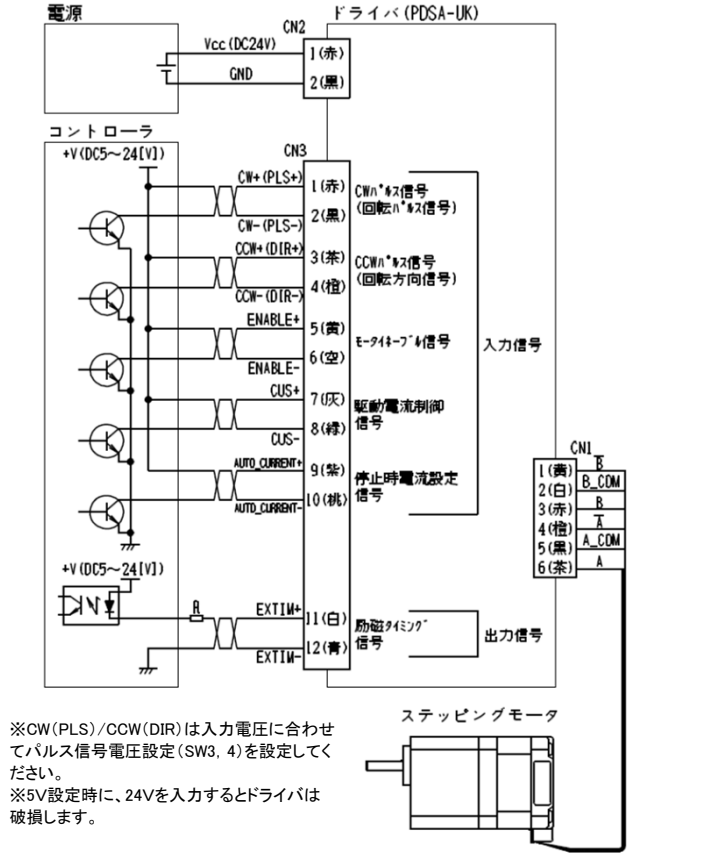 電源
ドライバ(PDSA-UK)
CN2
Vcc(DC24V)
1(赤)
GND
2(黒)
コントローラ
+V(DC5～24[V])
CN3
CW+(PLS+)
1(赤)
CWパルス信号
(回転パルス信号)
2(黒)
CW-(PLS-)
CCW+(DIR+)
3(茶)
CCWパルス信号
(回転方向信号)
4(橙)
CCW-(DIR-)
ENABLE+
5(黄)
モータイネーブル信号
入力信号
6(空)
ENABLE-
CUS+
7(灰)
駆動電流制御
信号
8(緑)
CUS-
AUTO_CURRENT+
9(紫)
停止時電流設定
信号
10(桃)
AUTO_CURRENT-
CN1
1(黄)
B̅
2(白)
B_COM
3(赤)
B
4(橙)
A̅
5(黒)
A_COM
6(茶)
A
+V(DC5～24[V])
R
EXTIM+
11(白)
励磁タイミング
信号
出力信号
12(青)
EXTIM-
ステッピングモータ
※CW(PLS)/CCW(DIR)は入力電圧に合わせ
てパルス信号電圧設定(SW3, 4)を設定してく
ださい。
※5V設定時に、24Vを入力するとドライバは
破損します。